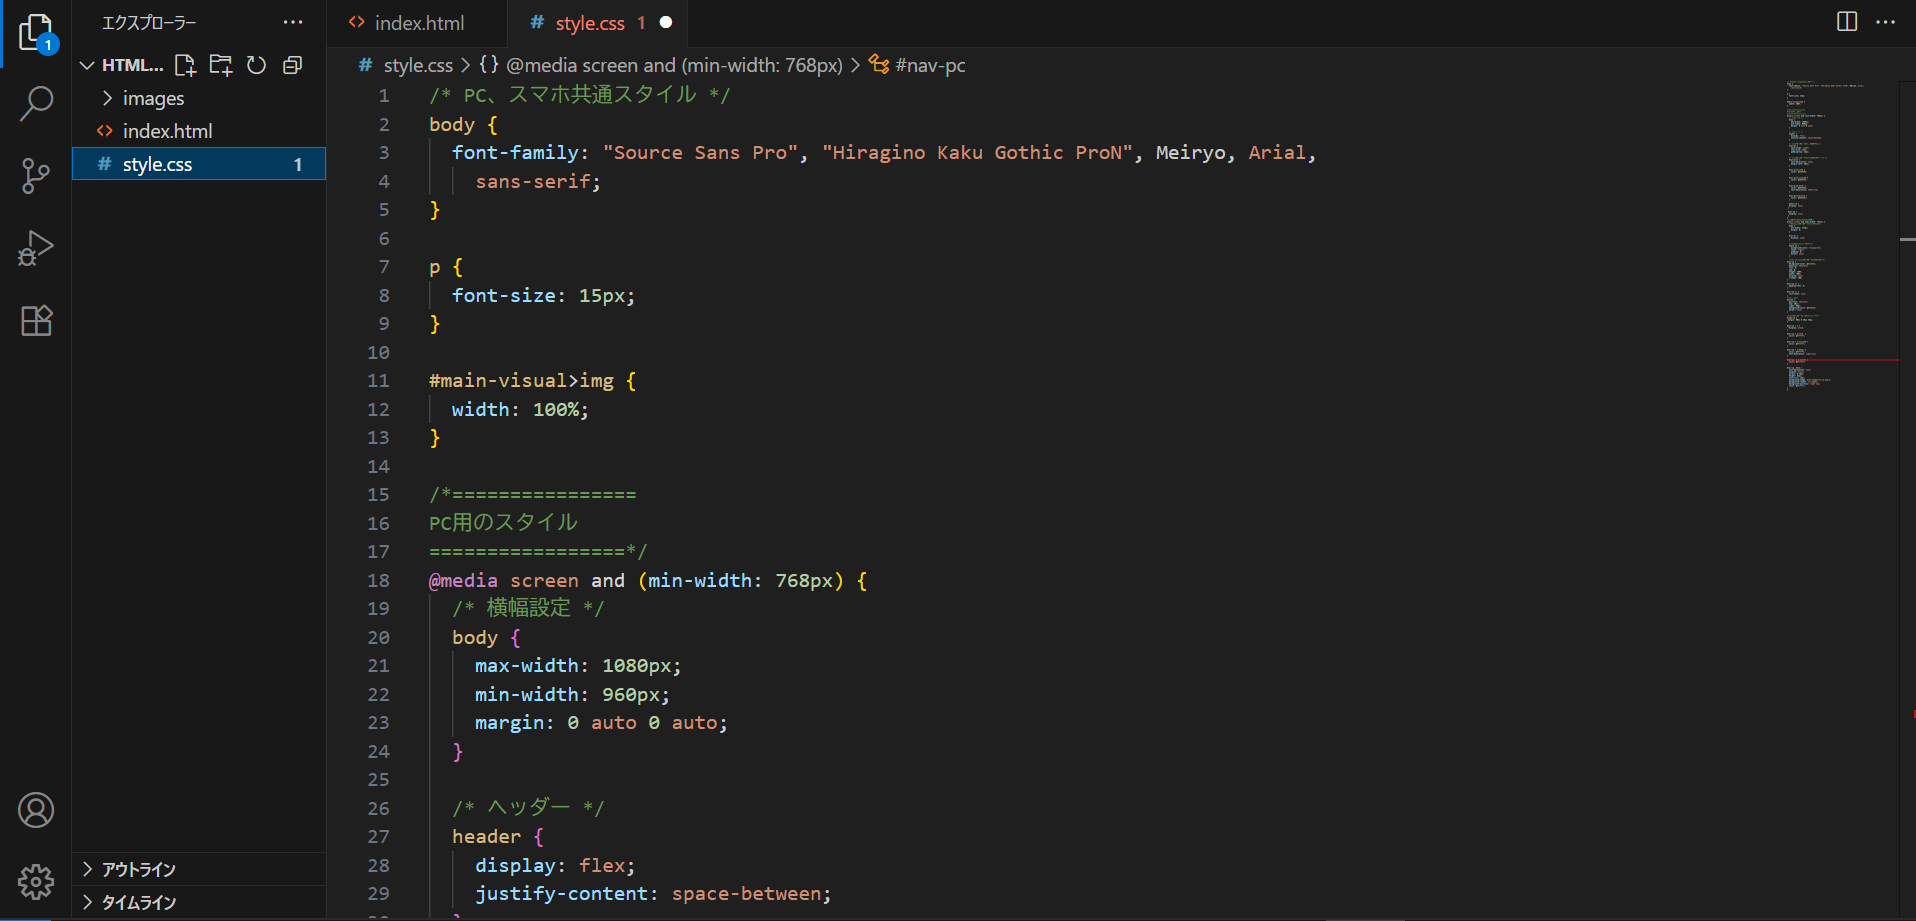 エクスプローラー
index.html
style.css 1
1
HTML...
style.css > {} @media screen and (min-width: 768px) > #nav-pc
images
index.html
style.css 1
1 /* PC、スマホ共通スタイル */
2 body {
3 font-family: "Source Sans Pro", "Hiragino Kaku Gothic ProN", Meiryo, Arial,
4 sans-serif;
5 }
6
7 p {
8 font-size: 15px;
9 }
10
11 #main-visual>img {
12 width: 100%;
13 }
14
15 /*================
16 PC用のスタイル
17 =================*/
18 @media screen and (min-width: 768px) {
19 /* 横幅設定 */
20 body {
21 max-width: 1080px;
22 min-width: 960px;
23 margin: 0 auto 0 auto;
24 }
25
26 /* ヘッダー */
27 header {
28 display: flex;
29 justify-content: space-between;
アウトライン
タイムライン